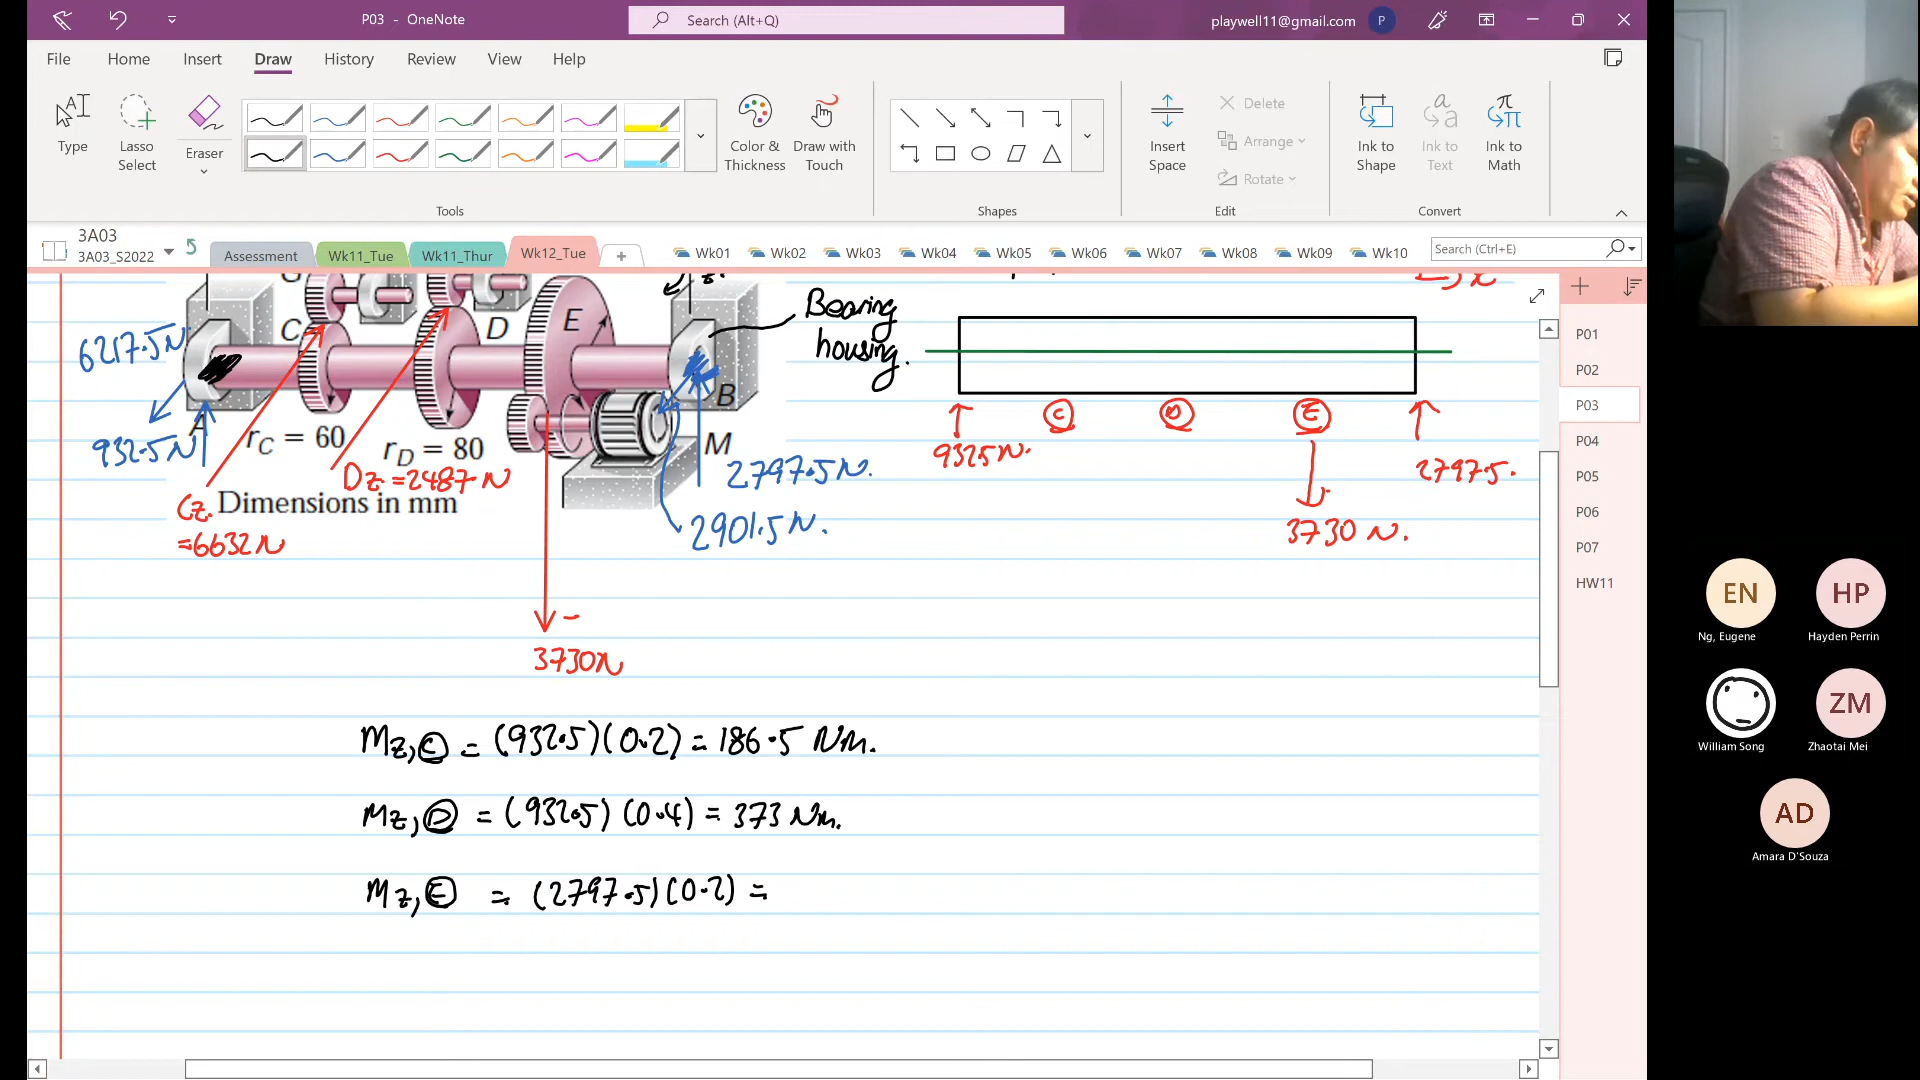 P03 - OneNote
Search (Alt+Q)
playwell11@gmail.com
P
File Home Insert Draw History Review View Help
Type
Lasso Select
Eraser
Color & Thickness
Draw with Touch
Insert Space
Delete
Arrange
Rotate
Ink to Shape
Ink to Text
Ink to Math
Tools
Shapes
Edit
Convert
3A03
3A03_S2022
Assessment
Wk11_Tue
Wk11_Thur
Wk12_Tue
Wk01
Wk02
Wk03
Wk04
Wk05
Wk06
Wk07
Wk08
Wk09
Wk10
Search (Ctrl+E)
P01
P02
P03
P04
P05
P06
P07
HW11
6217.5N
C
D
E
Bearing
housing.
x
A
B
M
932.5N
rC = 60
rD = 80
Dz = 2487 N
2797.5N.
Cz.
= 6632N
Dimensions in mm
2901.5N.
3730N
C
D
E
932.5N.
2797.5.
3730 N.
Mz,C = (932.5)(0.2) = 186.5 Nm.
Mz,D = (932.5)(0.4) = 373 Nm.
Mz,E = (2797.5)(0.2) =
EN
Ng, Eugene
HP
Hayden Perrin
William Song
ZM
Zhaotai Mei
AD
Amara D'Souza